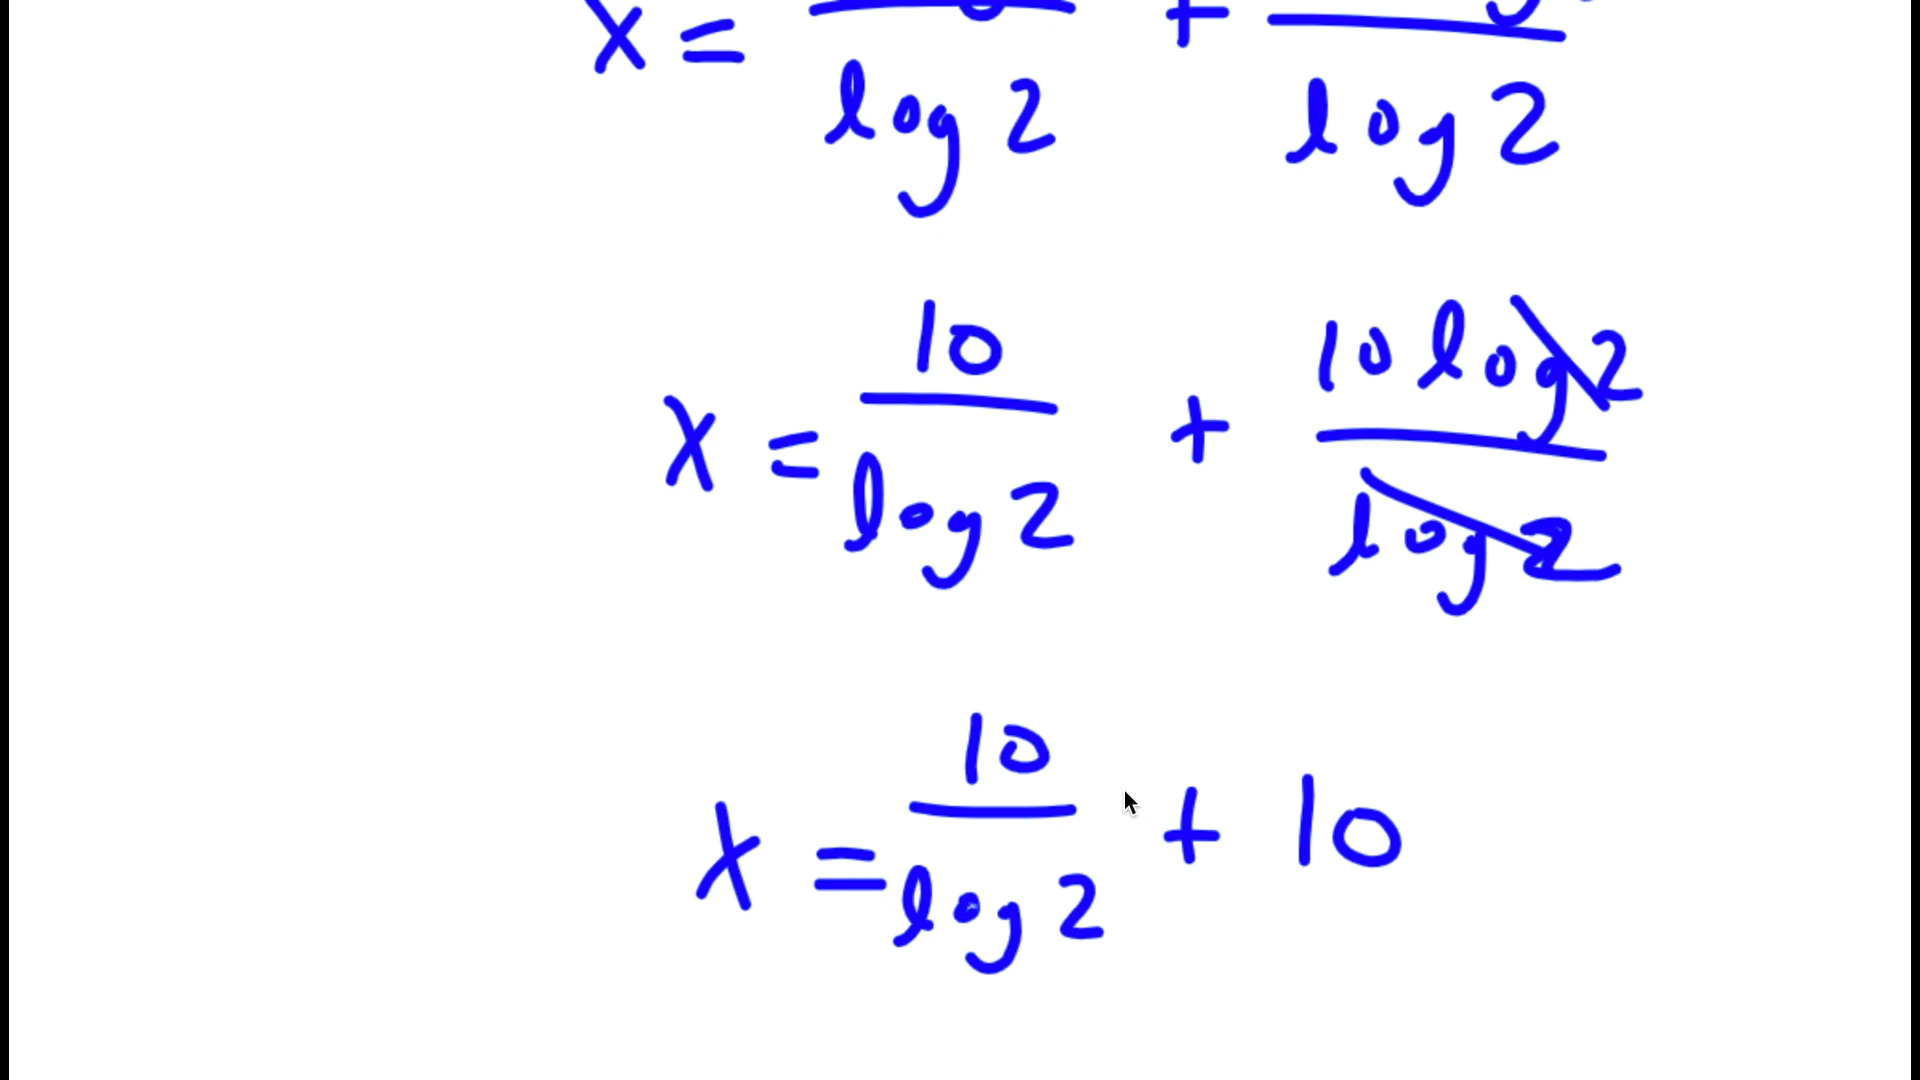 x = / log 2 + / log 2
x = 10 / log 2 + 10 log 2 / log 2
x = 10 / log 2 + 10